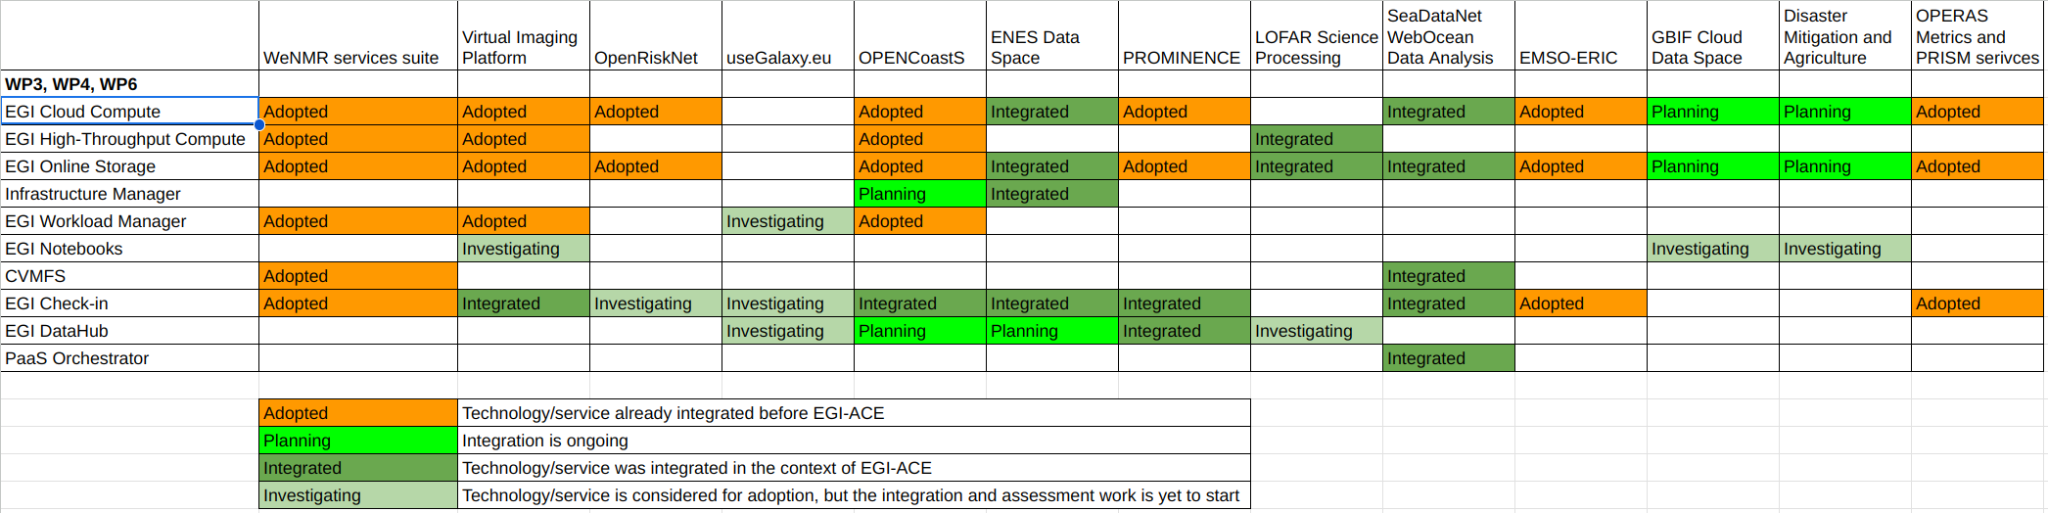 WeNMR services suite Virtual Imaging Platform OpenRiskNet useGalaxy.eu OPENCoastS ENES Data Space PROMINENCE LOFAR Science Processing SeaDataNet WebOcean Data Analysis EMSO-ERIC GBIF Cloud Data Space Disaster Mitigation and Agriculture OPERAS Metrics and PRISM serivces
WP3, WP4, WP6
EGI Cloud Compute Adopted Adopted Adopted Adopted Integrated Adopted Integrated Adopted Planning Planning Adopted
EGI High-Throughput Compute Adopted Adopted Adopted Integrated
EGI Online Storage Adopted Adopted Adopted Adopted Integrated Adopted Integrated Integrated Adopted Planning Planning Adopted
Infrastructure Manager Planning Integrated
EGI Workload Manager Adopted Adopted Investigating Adopted
EGI Notebooks Investigating Investigating Investigating
CVMFS Adopted Integrated
EGI Check-in Adopted Integrated Investigating Investigating Integrated Integrated Integrated Integrated Adopted Adopted
EGI DataHub Investigating Planning Planning Integrated Investigating
PaaS Orchestrator Integrated
Adopted Technology/service already integrated before EGI-ACE
Planning Integration is ongoing
Integrated Technology/service was integrated in the context of EGI-ACE
Investigating Technology/service is considered for adoption, but the integration and assessment work is yet to start